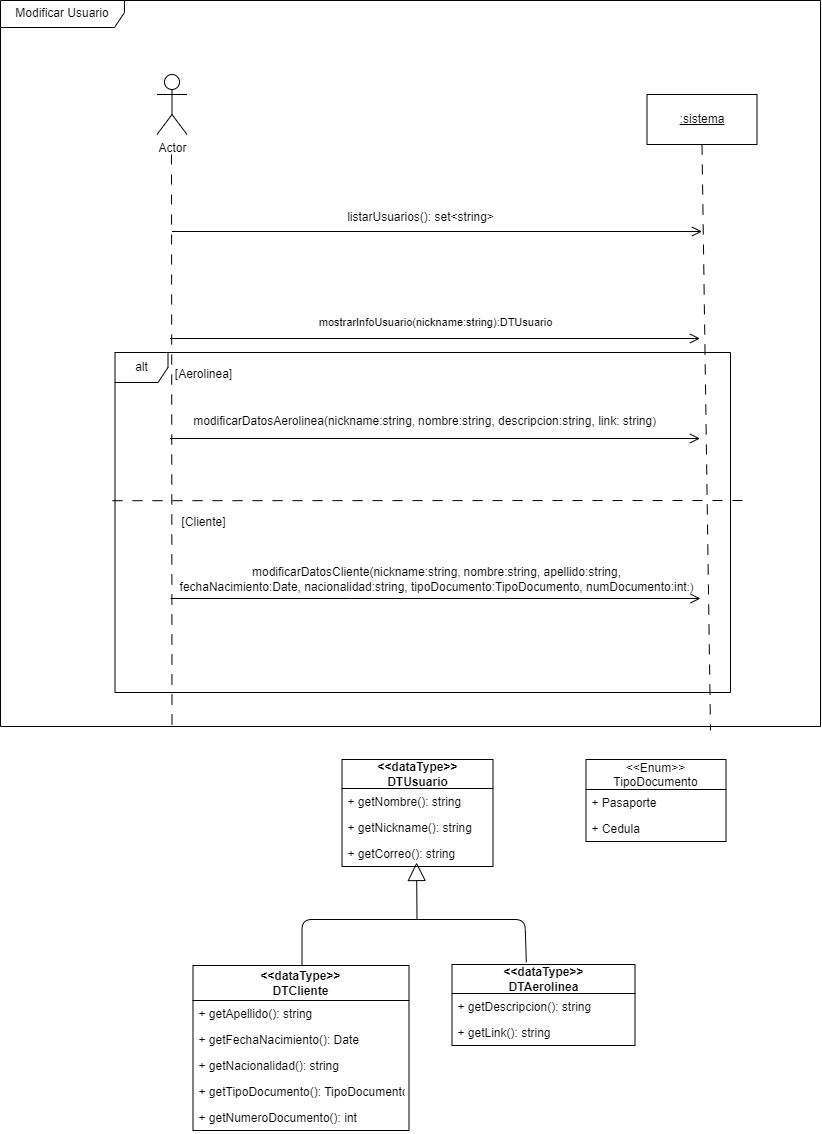 Modificar Usuario
Actor
:sistema
listarUsuarios(): set<string>
mostrarInfoUsuario(nickname:string):DTUsuario
alt
[Aerolinea]
modificarDatosAerolinea(nickname:string, nombre:string, descripcion:string, link: string)
[Cliente]
modificarDatosCliente(nickname:string, nombre:string, apellido:string,
fechaNacimiento:Date, nacionalidad:string, tipoDocumento:TipoDocumento, numDocumento:int:)
<<dataType>>
DTUsuario
+ getNombre(): string
+ getNickname(): string
+ getCorreo(): string
<<Enum>>
TipoDocumento
+ Pasaporte
+ Cedula
<<dataType>>
DTCliente
+ getApellido(): string
+ getFechaNacimiento(): Date
+ getNacionalidad(): string
+ getTipoDocumento(): TipoDocumento
+ getNumeroDocumento(): int
<<dataType>>
DTAerolinea
+ getDescripcion(): string
+ getLink(): string